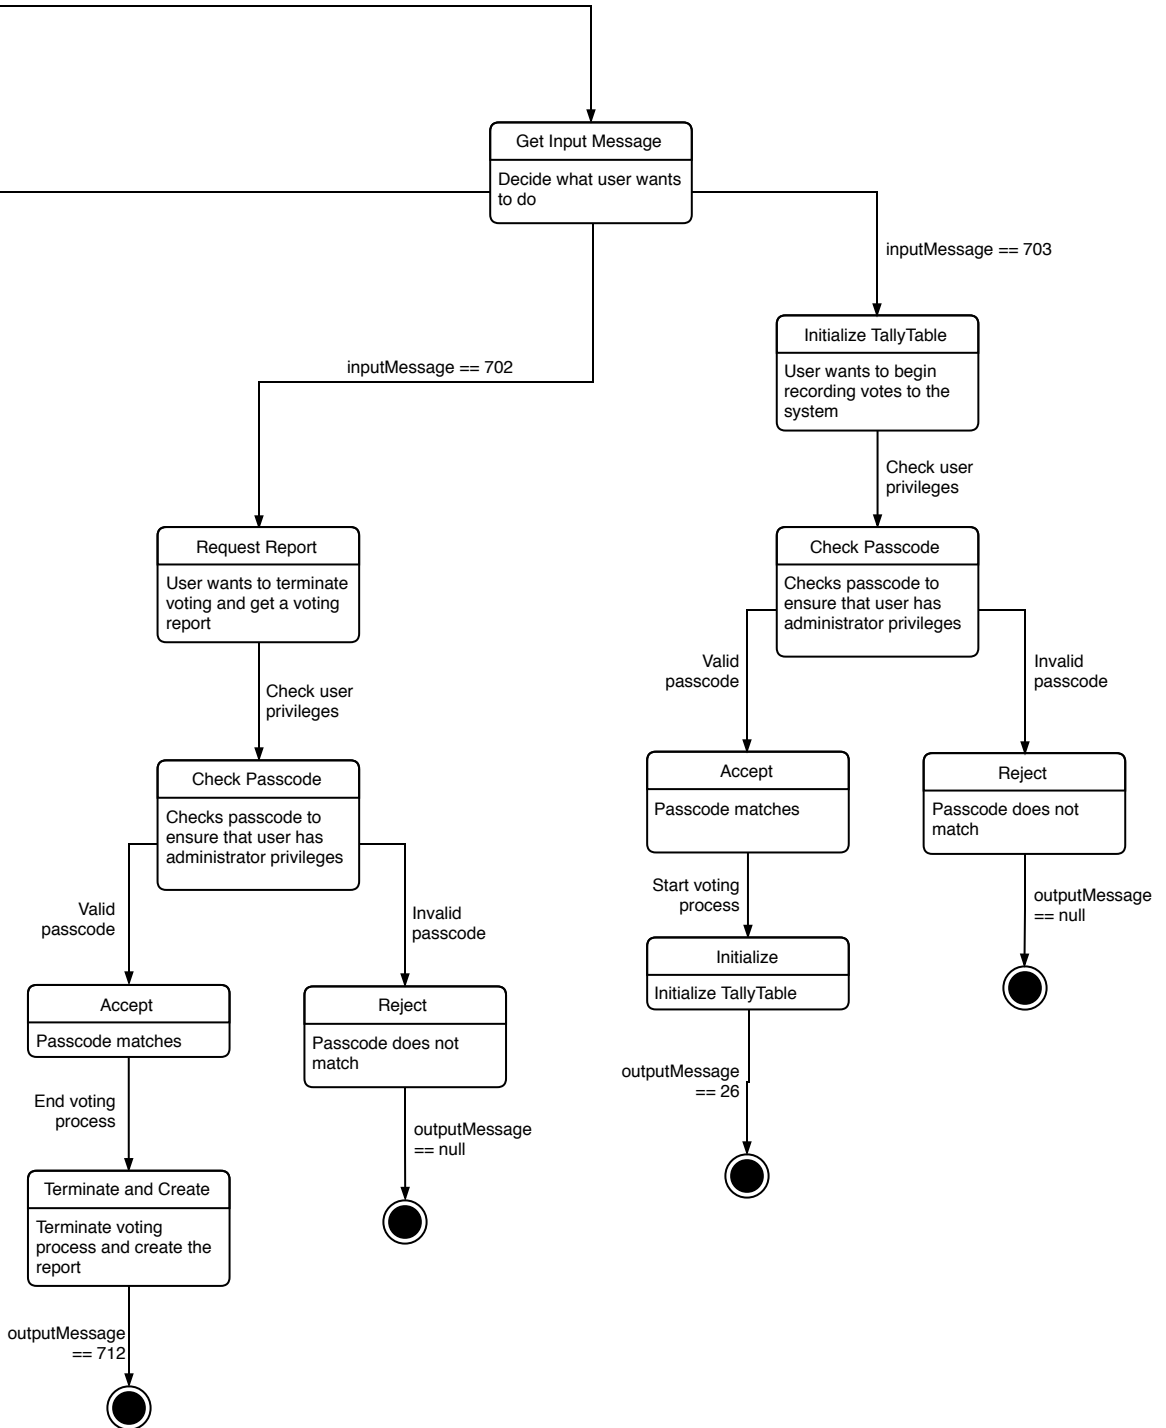 Get Input Message
Decide what user wants
to do
inputMessage == 703
Initialize TallyTable
User wants to begin
recording votes to the
system
inputMessage == 702
Check user
privileges
Request Report
User wants to terminate
voting and get a voting
report
Check Passcode
Checks passcode to
ensure that user has
administrator privileges
Valid
passcode
Invalid
passcode
Check user
privileges
Check Passcode
Checks passcode to
ensure that user has
administrator privileges
Accept
Passcode matches
Reject
Passcode does not
match
Start voting
process
outputMessage
== null
Valid
passcode
Invalid
passcode
Initialize
Initialize TallyTable
Accept
Passcode matches
Reject
Passcode does not
match
outputMessage
== 26
End voting
process
outputMessage
== null
Terminate and Create
Terminate voting
process and create the
report
outputMessage
== 712